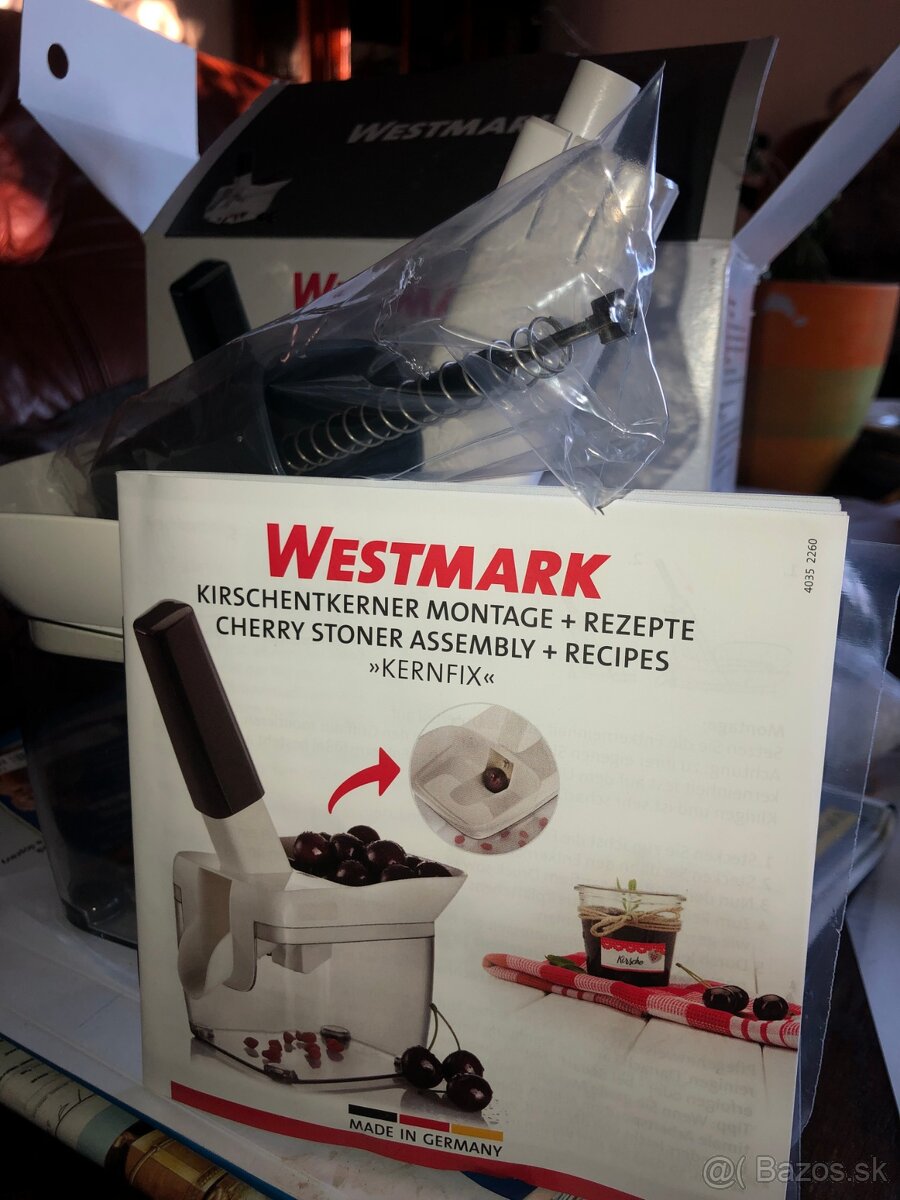 WESTMARK
WESTMARK
KIRSCHENTKERNER MONTAGE + REZEPTE
CHERRY STONER ASSEMBLY + RECIPES
»KERNFIX«
4035 2260
Kirsche
MADE IN GERMANY
@( Bazos.sk